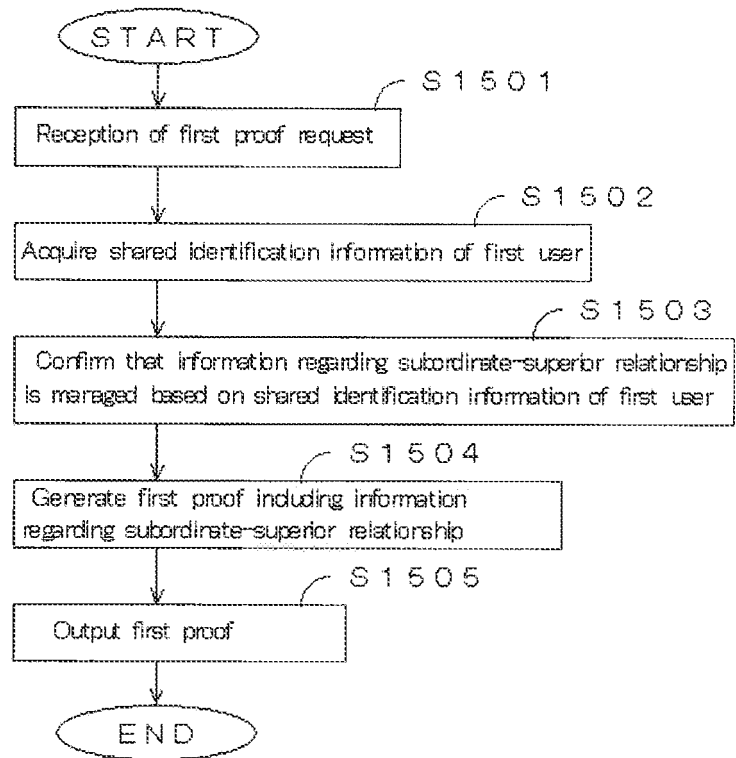 START
S1501
Reception of first proof request
S1502
Acquire shared identification information of first user
S1503
Confirm that information regarding subordinate-superior relationship
is managed based on shared identification information of first user
S1504
Generate first proof including information
regarding subordinate-superior relationship
S1505
Output first proof
END